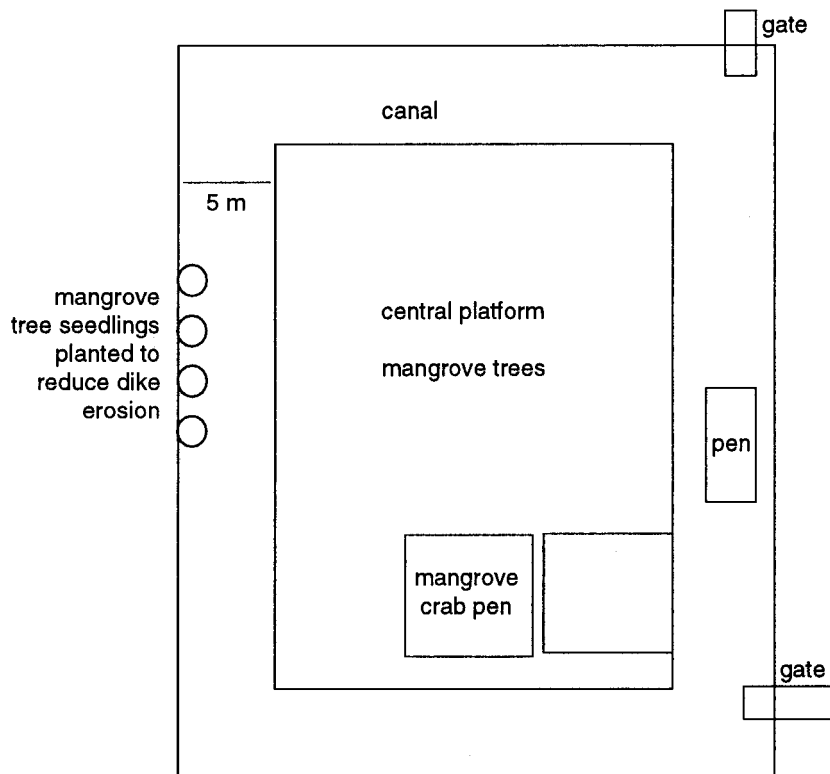 gate
canal
5 m
mangrove
tree seedlings
planted to
reduce dike
erosion
central platform
mangrove trees
pen
mangrove
crab pen
gate